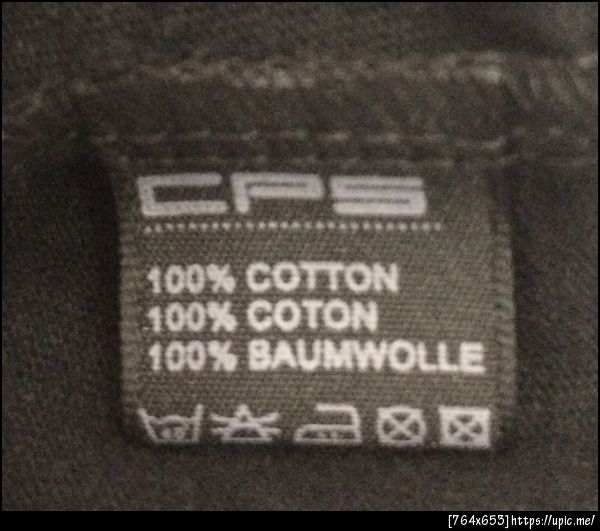 CPS
100% COTTON
100% COTON
100% BAUMWOLLE
[764x653]https://upic.me/